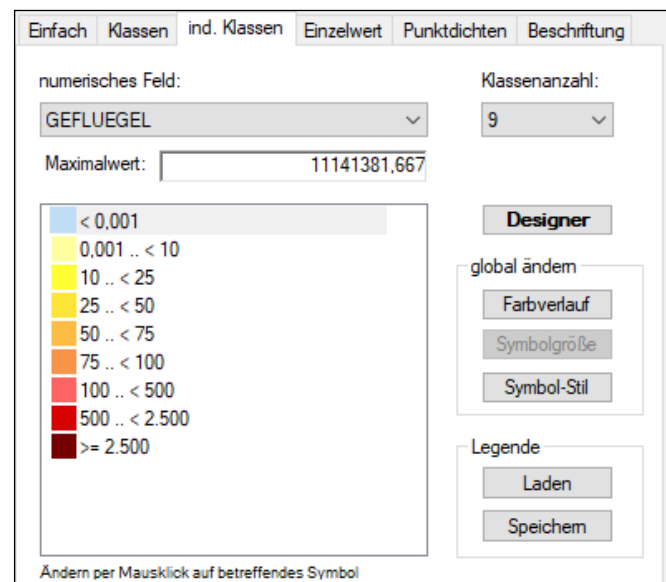 Einfach Klassen ind. Klassen Einzelwert Punktdichten Beschriftung
numerisches Feld:
Klassenanzahl:
GEFLUEGEL
9
Maximalwert: 11141381,667
< 0,001
0,001 .. < 10
10 .. < 25
25 .. < 50
50 .. < 75
75 .. < 100
100 .. < 500
500 .. < 2.500
>= 2.500
Designer
global ändern
Farbverlauf
Symbolgröße
Symbol-Stil
Legende
Laden
Speichern
Ändern per Mausklick auf betreffendes Symbol